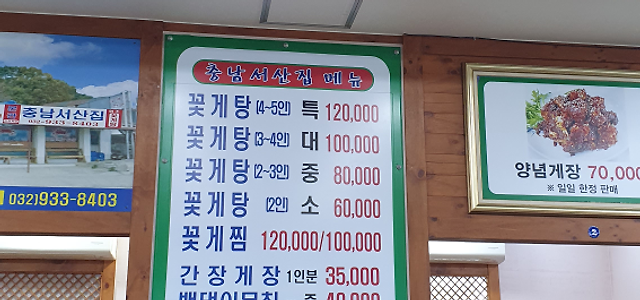 충남서산집
032-933-8403
032)933-8403
충남서산집 메뉴
꽃게탕 (4~5인) 특 120,000
꽃게탕 (3~4인) 대 100,000
꽃게탕 (2~3인) 중 80,000
꽃게탕 (2인) 소 60,000
꽃게찜 120,000/100,000
간장게장 1인분 35,000
양념게장 70,000
※ 일일 한정 판매